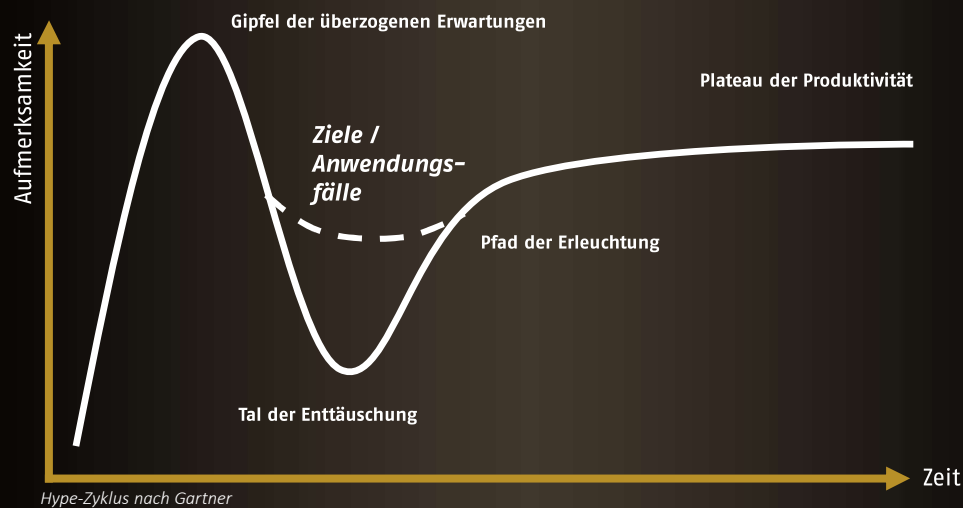 Gipfel der überzogenen Erwartungen
Aufmerksamkeit
Plateau der Produktivität
Ziele /
Anwendungs-
fälle
Pfad der Erleuchtung
Tal der Enttäuschung
Zeit
Hype-Zyklus nach Gartner